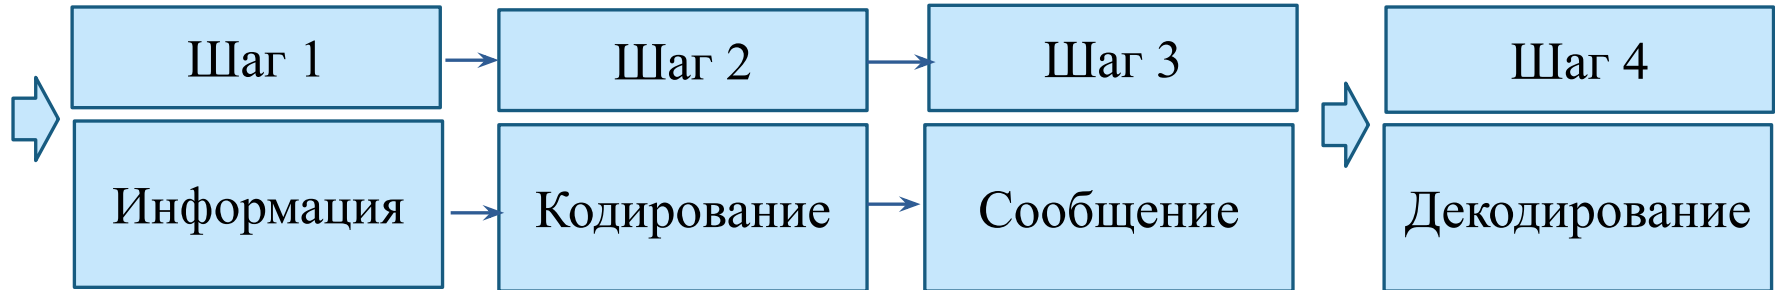 Шаг 1
Шаг 2
Шаг 3
Шаг 4
Информация
Кодирование
Сообщение
Декодирование